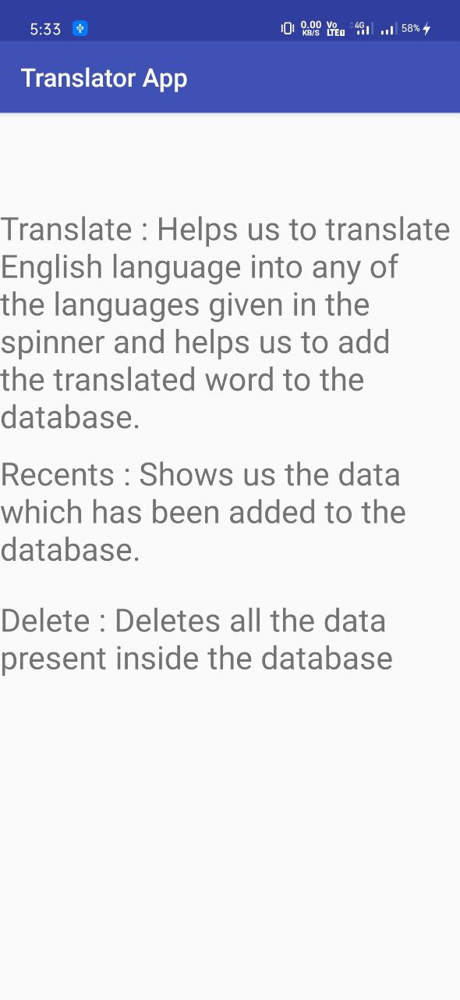 5:33 0.00 KB/S Vo LTE1 4G 58%
Translator App
Translate : Helps us to translate
English language into any of
the languages given in the
spinner and helps us to add
the translated word to the
database.
Recents : Shows us the data
which has been added to the
database.
Delete : Deletes all the data
present inside the database